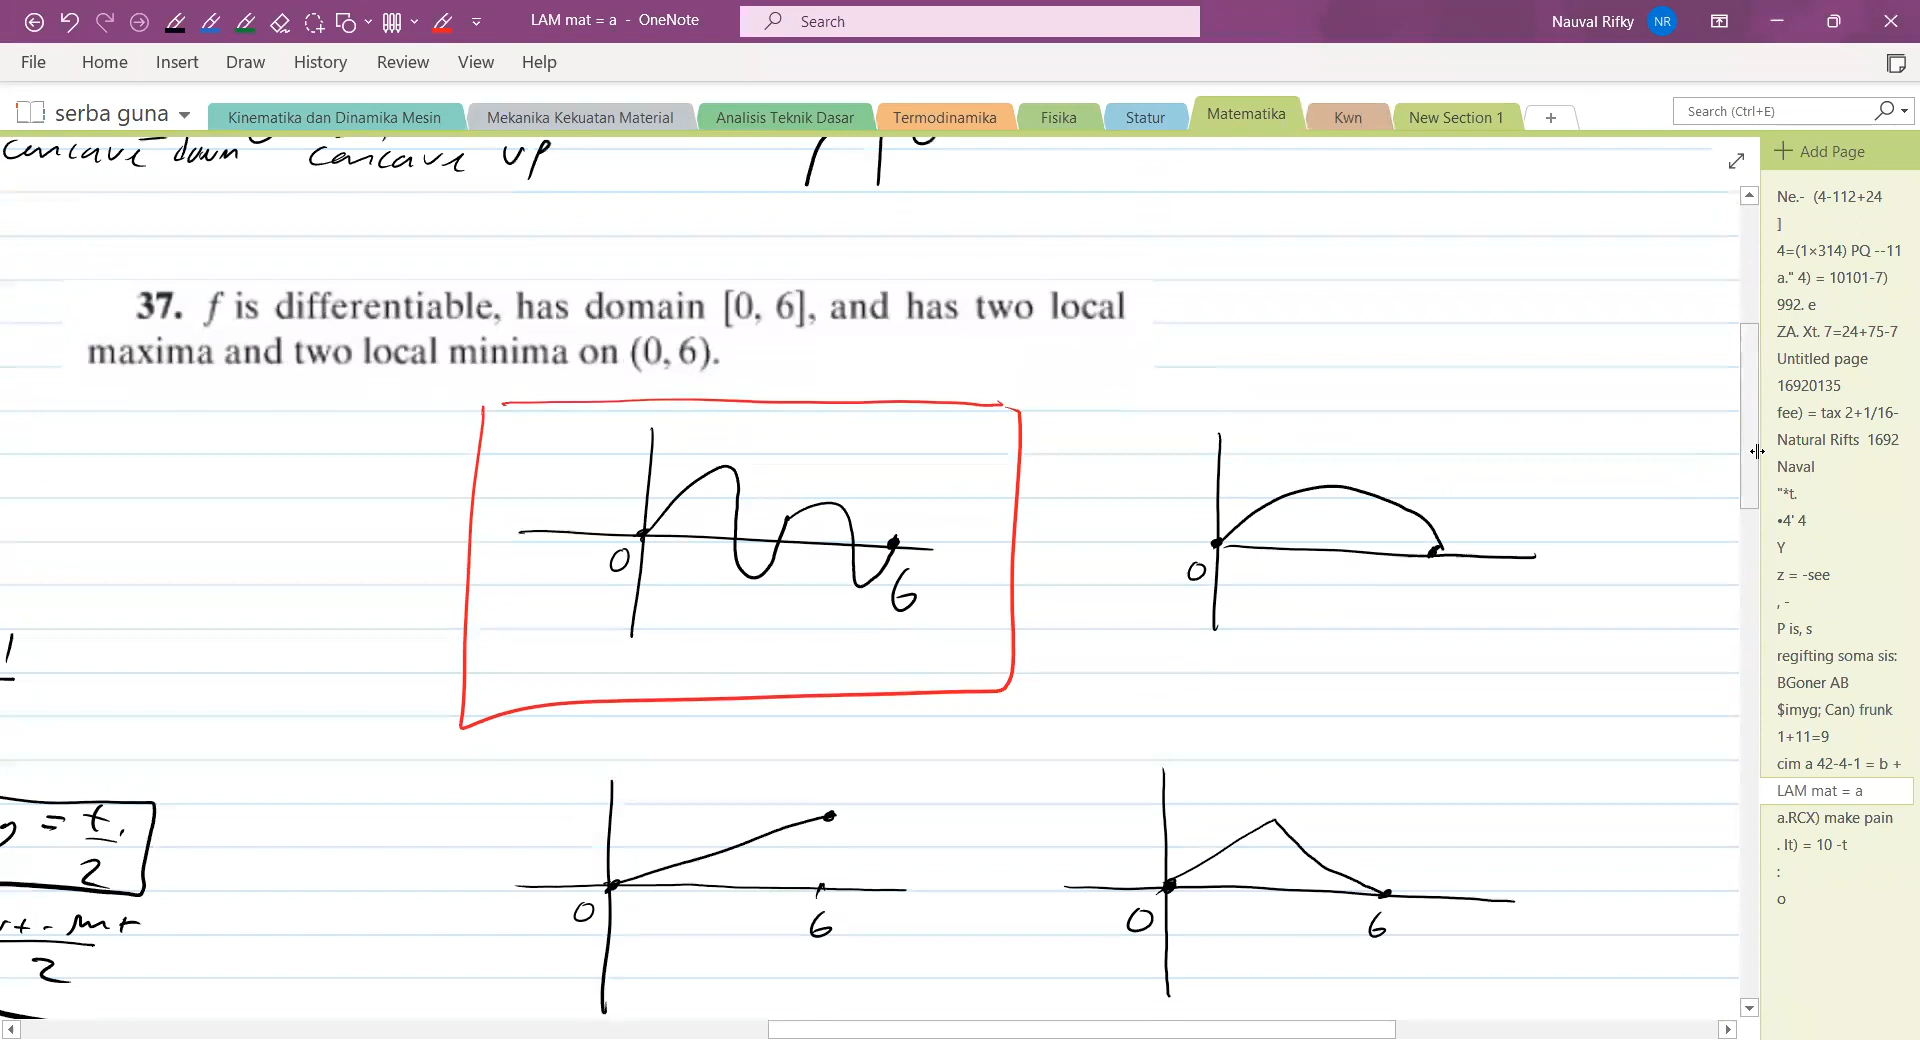 LAM mat = a - OneNote
Search
Nauval Rifky
NR
File
Home
Insert
Draw
History
Review
View
Help
serba guna
Kinematika dan Dinamika Mesin
Mekanika Kekuatan Material
Analisis Teknik Dasar
Termodinamika
Fisika
Statur
Matematika
Kwn
New Section 1
+
Search (Ctrl+E)
concave down
concave up
37. f is differentiable, has domain [0, 6], and has two local
maxima and two local minima on (0, 6).
0
6
0
0
6
0
6
= t.
2
2
Add Page
Ne.- (4-112+24
]
4=(1×314) PQ --11
a." 4) = 10101-7)
992. e
ZA. Xt. 7=24+75-7
Untitled page
16920135
fee) = tax 2+1/16-
Natural Rifts 1692
Naval
"*t.
•4' 4
Y
z = -see
, -
P is, s
regifting soma sis:
BGoner AB
$imyg; Can) frunk
1+11=9
cim a 42-4-1 = b +
LAM mat = a
a.RCX) make pain
. It) = 10 -t
:
o